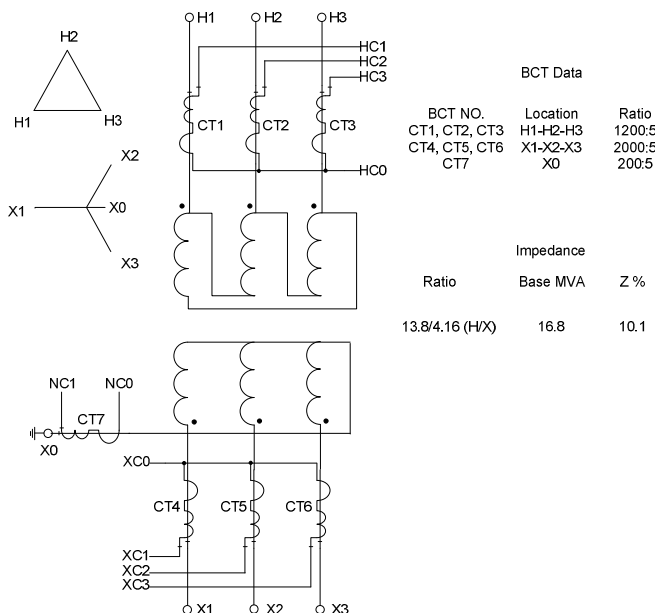 H1 H2 H3
HC1
HC2
HC3
H2
H1 H3
CT1 CT2 CT3
HC0
BCT Data
BCT NO. Location Ratio
CT1, CT2, CT3 H1-H2-H3 1200:5
CT4, CT5, CT6 X1-X2-X3 2000:5
CT7 X0 200:5
X2
X1 X0
X3
Impedance
Ratio Base MVA Z %
13.8/4.16 (H/X) 16.8 10.1
NC1 NC0
CT7
X0
XC0
CT4 CT5 CT6
XC1
XC2
XC3
X1 X2 X3